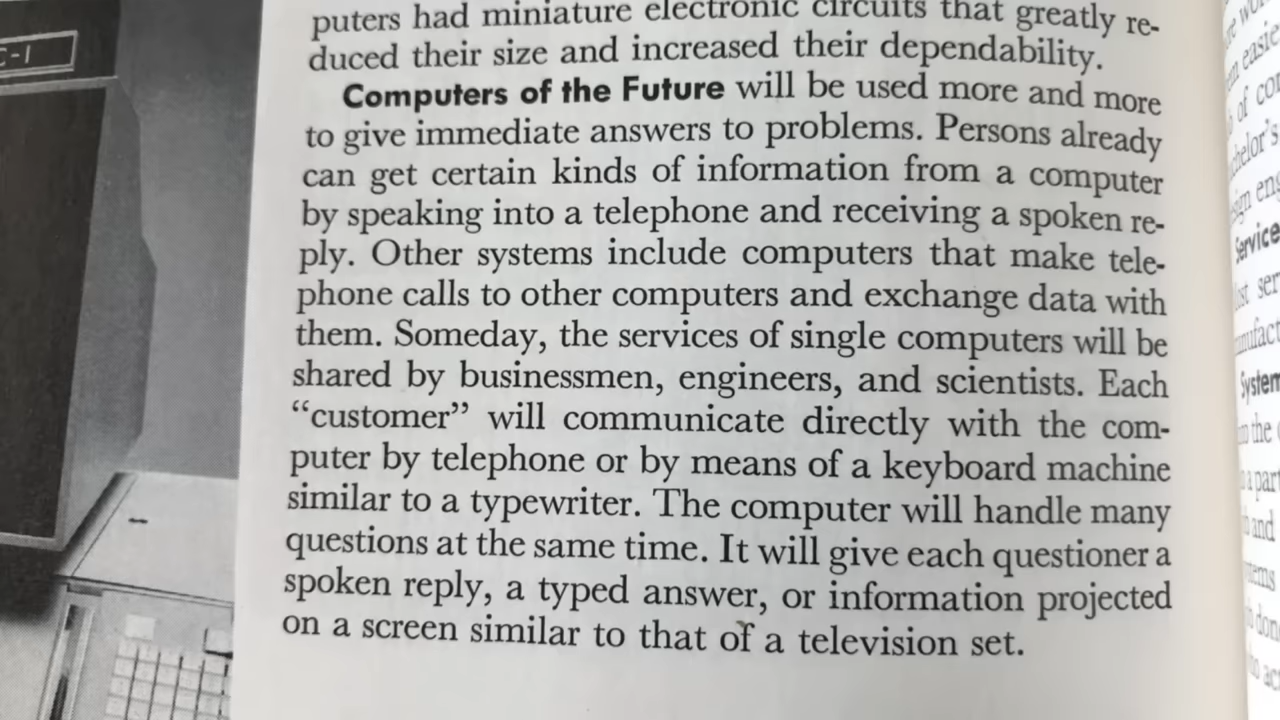 C-I
puters had miniature electronic circuits that greatly re-
duced their size and increased their dependability.
Computers of the Future will be used more and more
to give immediate answers to problems. Persons already
can get certain kinds of information from a computer
by speaking into a telephone and receiving a spoken re-
ply. Other systems include computers that make tele-
phone calls to other computers and exchange data with
them. Someday, the services of single computers will be
shared by businessmen, engineers, and scientists. Each
“customer” will communicate directly with the com-
puter by telephone or by means of a keyboard machine
similar to a typewriter. The computer will handle many
questions at the same time. It will give each questioner a
spoken reply, a typed answer, or information projected
on a screen similar to that of a television set.
of
Service
System
the
and